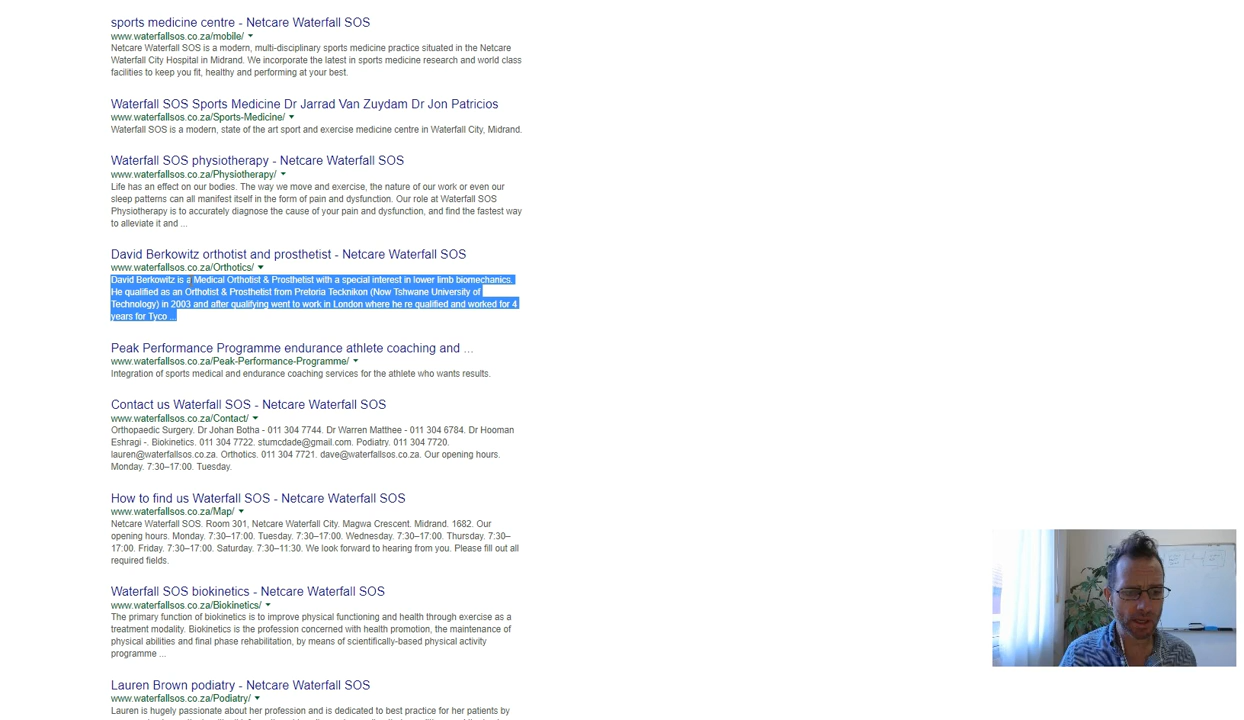 sports medicine centre - Netcare Waterfall SOS
www.waterfallsos.co.za/mobile/
Netcare Waterfall SOS is a modern, multi-disciplinary sports medicine practice situated in the Netcare
Waterfall City Hospital in Midrand. We incorporate the latest in sports medicine research and world class
facilities to keep you fit, healthy and performing at your best.
Waterfall SOS Sports Medicine Dr Jarrad Van Zuydam Dr Jon Patricios
www.waterfallsos.co.za/Sports-Medicine/
Waterfall SOS is a modern, state of the art sport and exercise medicine centre in Waterfall City, Midrand.
Waterfall SOS physiotherapy - Netcare Waterfall SOS
www.waterfallsos.co.za/Physiotherapy/
Life has an effect on our bodies. The way we move and exercise, the nature of our work or even our
sleep patterns can all manifest itself in the form of pain and dysfunction. Our role at Waterfall SOS
Physiotherapy is to accurately diagnose the cause of your pain and dysfunction, and find the fastest way
to alleviate it and ...
David Berkowitz orthotist and prosthetist - Netcare Waterfall SOS
www.waterfallsos.co.za/Orthotics/
David Berkowitz is a Medical Orthotist & Prosthetist with a special interest in lower limb biomechanics.
He qualified as an Orthotist & Prosthetist from Pretoria Tecknikon (Now Tshwane University of
Technology) in 2003 and after qualifying went to work in London where he re qualified and worked for 4
years for Tyco ...
Peak Performance Programme endurance athlete coaching and ...
www.waterfallsos.co.za/Peak-Performance-Programme/
Integration of sports medical and endurance coaching services for the athlete who wants results.
Contact us Waterfall SOS - Netcare Waterfall SOS
www.waterfallsos.co.za/Contact/
Orthopaedic Surgery. Dr Johan Botha - 011 304 7744. Dr Warren Matthee - 011 304 6784. Dr Hooman
Eshragi -. Biokinetics. 011 304 7722. stumcdade@gmail.com. Podiatry. 011 304 7720.
lauren@waterfallsos.co.za. Orthotics. 011 304 7721. dave@waterfallsos.co.za. Our opening hours.
Monday. 7:30–17:00. Tuesday.
How to find us Waterfall SOS - Netcare Waterfall SOS
www.waterfallsos.co.za/Map/
Netcare Waterfall SOS. Room 301, Netcare Waterfall City. Magwa Crescent. Midrand. 1682. Our
opening hours. Monday. 7:30–17:00. Tuesday. 7:30–17:00. Wednesday. 7:30–17:00. Thursday. 7:30–
17:00. Friday. 7:30–17:00. Saturday. 7:30–11:30. We look forward to hearing from you. Please fill out all
required fields.
Waterfall SOS biokinetics - Netcare Waterfall SOS
www.waterfallsos.co.za/Biokinetics/
The primary function of biokinetics is to improve physical functioning and health through exercise as a
treatment modality. Biokinetics is the profession concerned with health promotion, the maintenance of
physical abilities and final phase rehabilitation, by means of scientifically-based physical activity
programme ...
Lauren Brown podiatry - Netcare Waterfall SOS
www.waterfallsos.co.za/Podiatry/
Lauren is hugely passionate about her profession and is dedicated to best practice for her patients by